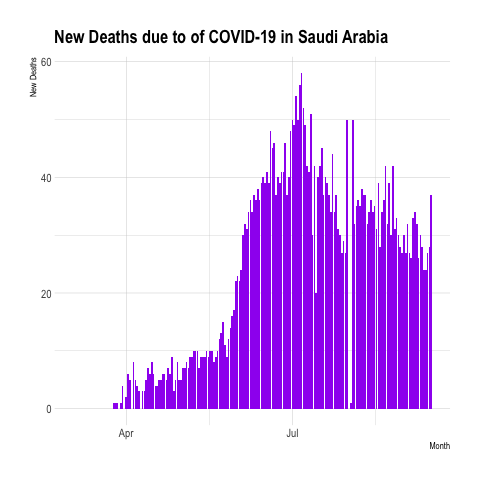 New Deaths due to of COVID-19 in Saudi Arabia
New Deaths
60
40
20
0
Apr
Jul
Month